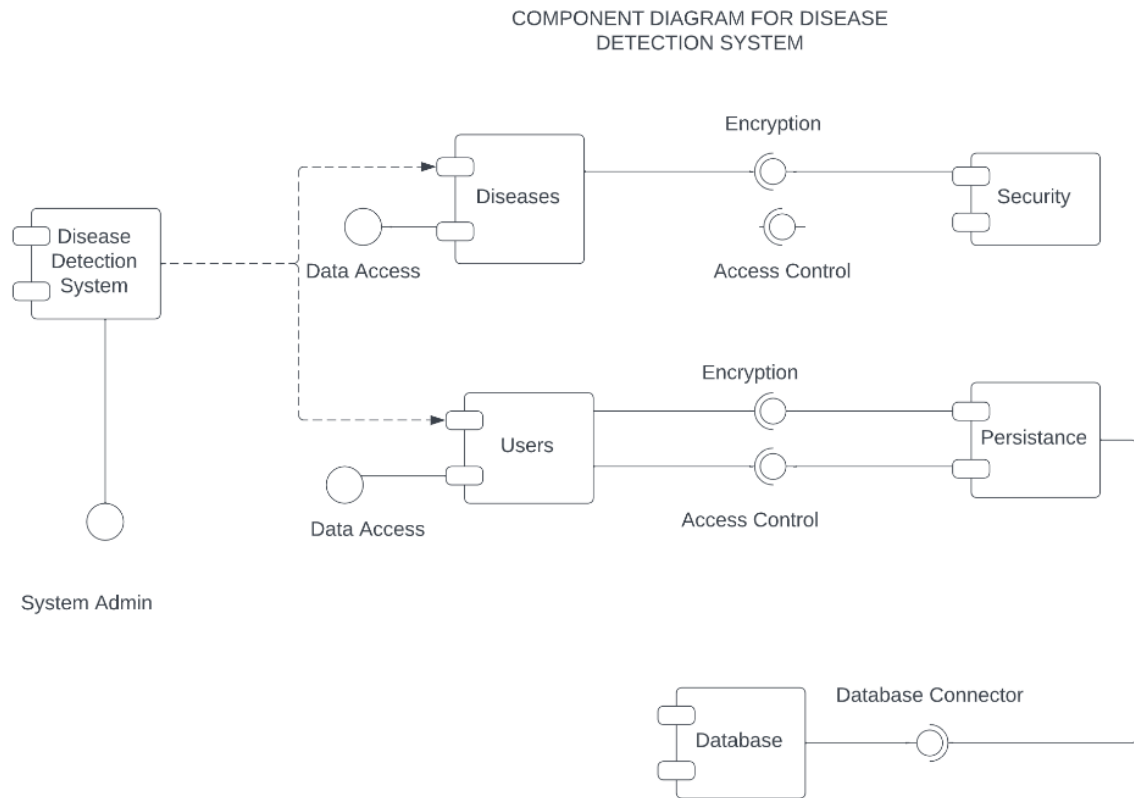 COMPONENT DIAGRAM FOR DISEASE
DETECTION SYSTEM
Encryption
Diseases
Security
Disease
Detection
System
Data Access
Access Control
Encryption
Users
Persistance
Data Access
Access Control
System Admin
Database Connector
Database